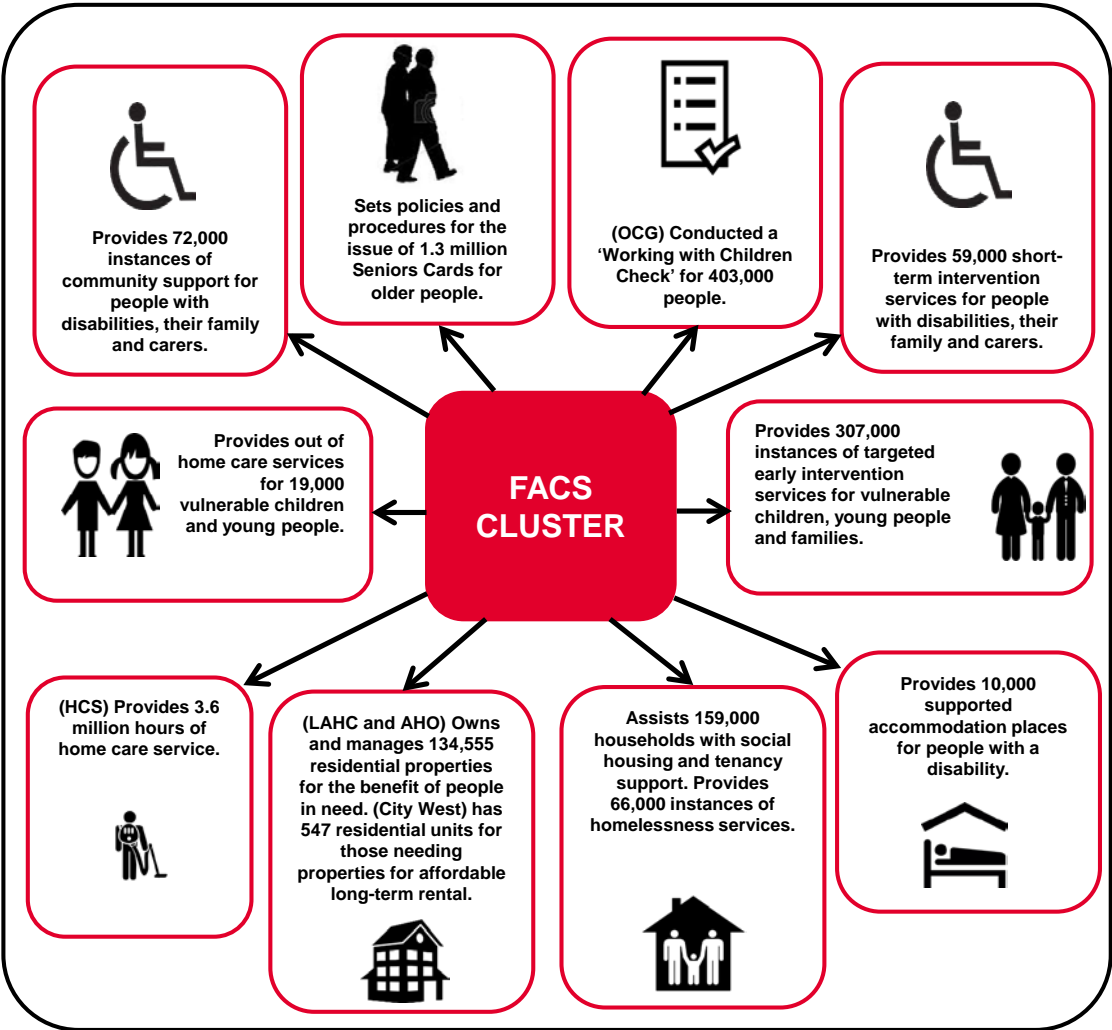 Provides 72,000
instances of
community support for
people with
disabilities, their family
and carers.
Sets policies and
procedures for the
issue of 1.3 million
Seniors Cards for
older people.
(OCG) Conducted a
‘Working with Children
Check’ for 403,000
people.
Provides 59,000 short-
term intervention
services for people
with disabilities, their
family and carers.
Provides out of
home care services
for 19,000
vulnerable children
and young people.
FACS
CLUSTER
Provides 307,000
instances of targeted
early intervention
services for vulnerable
children, young people
and families.
(HCS) Provides 3.6
million hours of
home care service.
(LAHC and AHO) Owns
and manages 134,555
residential properties
for the benefit of people
in need. (City West) has
547 residential units for
those needing
properties for affordable
long-term rental.
Assists 159,000
households with social
housing and tenancy
support. Provides
66,000 instances of
homelessness services.
Provides 10,000
supported
accommodation places
for people with a
disability.